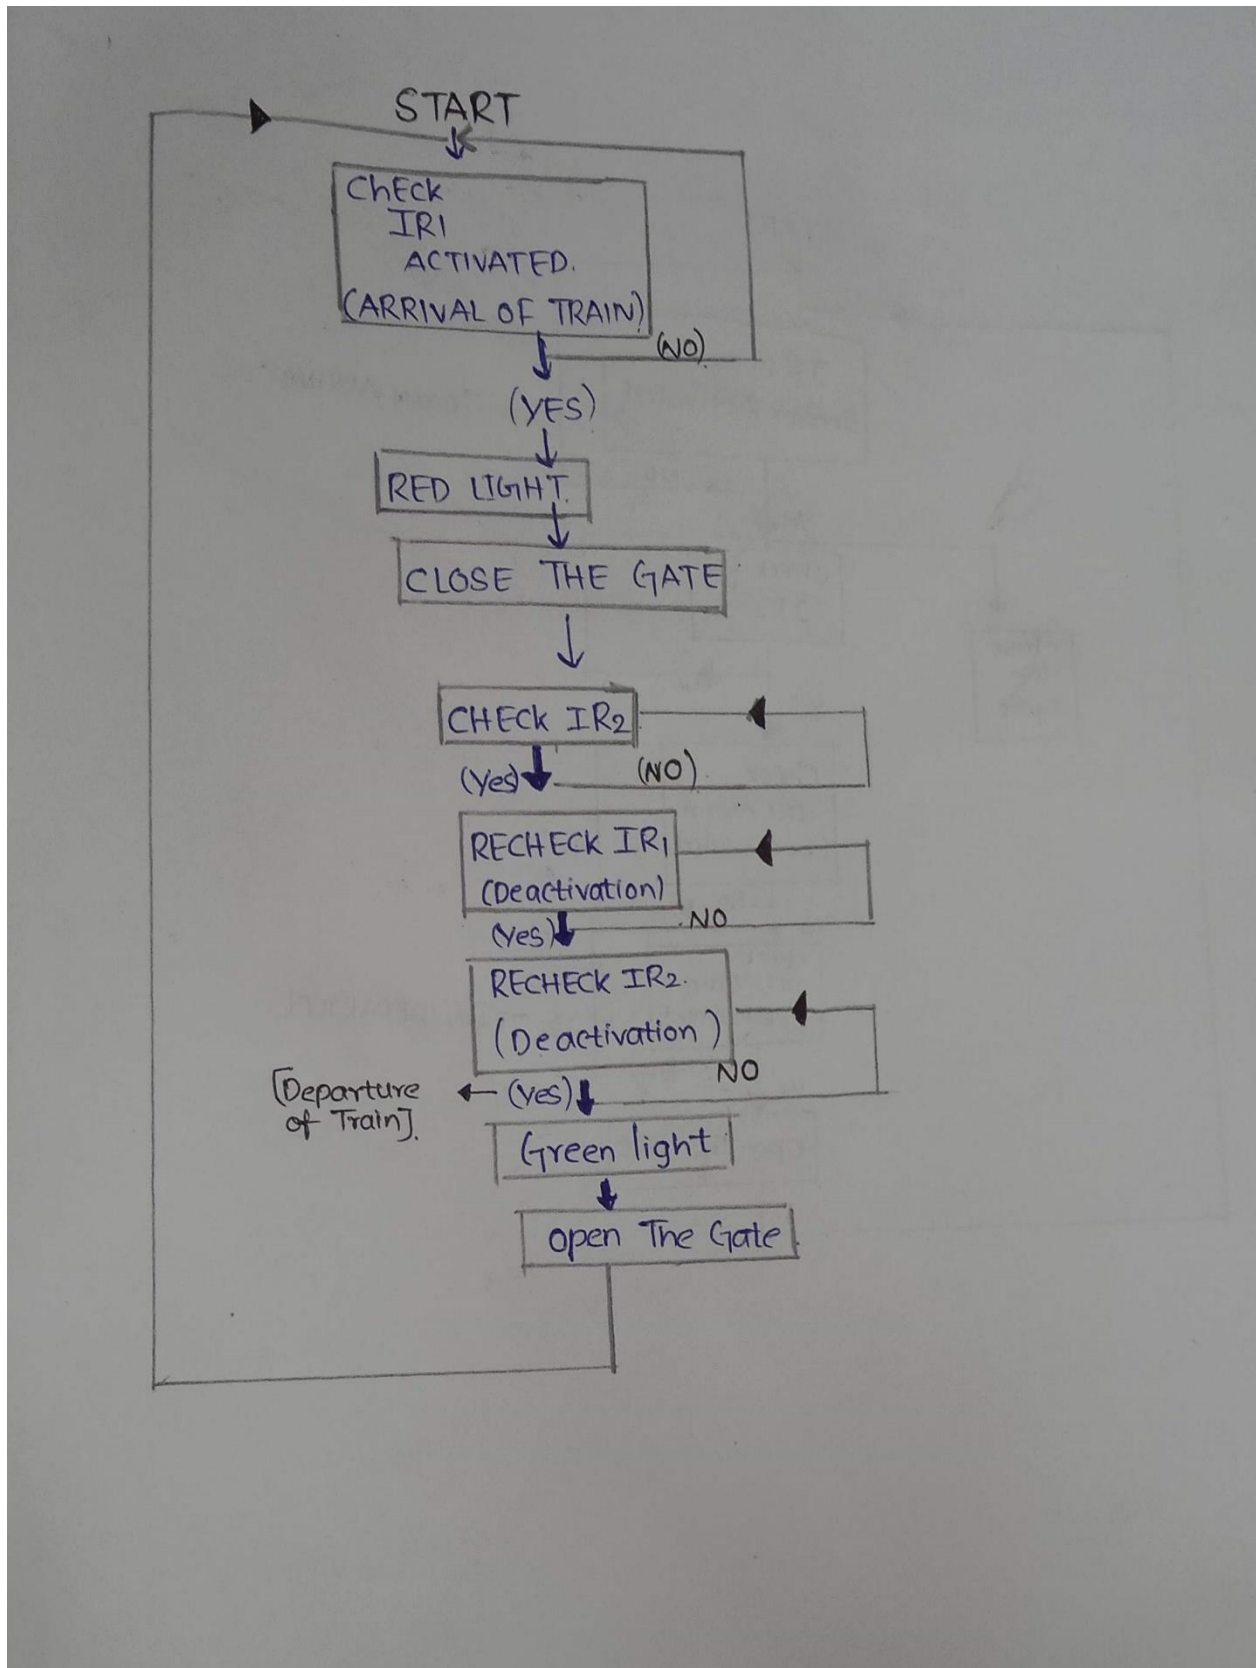 START
ChEck
IR1
ACTIVATED.
(ARRIVAL OF TRAIN)
(NO)
(YES)
RED LIGHT.
CLOSE THE GATE
CHECK IR2
(Yes)
(NO)
RECHECK IR1
(Deactivation)
(Yes)
NO
RECHECK IR2.
(Deactivation)
NO
[Departure
of Train].
(Yes)
Green light
open The Gate